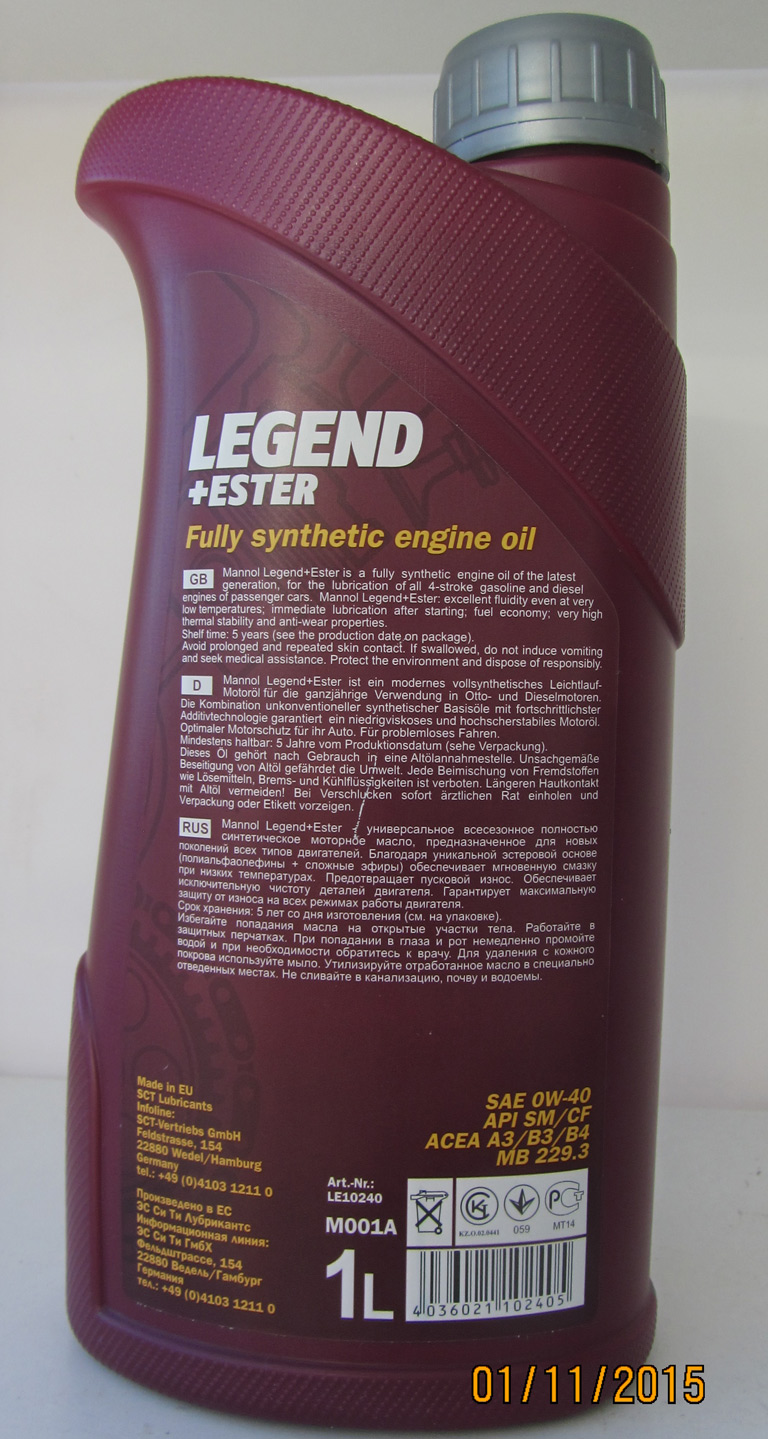 LEGEND
+ESTER
Fully synthetic engine oil
GB Mannol Legend+Ester is a fully synthetic engine oil of the latest
generation, for the lubrication of all 4-stroke gasoline and diesel
engines of passenger cars. Mannol Legend+Ester: excellent fluidity even at very
low temperatures; immediate lubrication after starting; fuel economy; very high
thermal stability and anti-wear properties.
Shelf time: 5 years (see the production date on package).
Avoid prolonged and repeated skin contact. If swallowed, do not induce vomiting
and seek medical assistance. Protect the environment and dispose of responsibly.
D Mannol Legend+Ester ist ein modernes vollsynthetisches Leichtlauf-
Motoröl für die ganzjährige Verwendung in Otto- und Dieselmotoren.
Die Kombination unkonventioneller synthetischer Basisöle mit fortschrittlichster
Additivtechnologie garantiert ein niedrigviskoses und hochscherstabiles Motoröl.
Optimaler Motorschutz für ihr Auto. Für problemloses Fahren.
Mindestens haltbar: 5 Jahre vom Produktionsdatum (sehe Verpackung).
Dieses Öl gehört nach Gebrauch in eine Altölannahmestelle. Unsachgemäße
Beseitigung von Altöl gefährdet die Umwelt. Jede Beimischung von Fremdstoffen
wie Lösemitteln, Brems- und Kühlflüssigkeiten ist verboten. Längeren Hautkontakt
mit Altöl vermeiden! Bei Verschlucken sofort ärztlichen Rat einholen und
Verpackung oder Etikett vorzeigen.
RUS Mannol Legend+Ester - универсальное всесезонное полностью
синтетическое моторное масло, предназначенное для новых
поколений всех типов двигателей. Благодаря уникальной эстеровой основе
(полиальфаолефины + сложные эфиры) обеспечивает мгновенную смазку
при низких температурах. Предотвращает пусковой износ. Обеспечивает
исключительную чистоту деталей двигателя. Гарантирует максимальную
защиту от износа на всех режимах работы двигателя.
Срок хранения: 5 лет со дня изготовления (см. на упаковке).
Избегайте попадания масла на открытые участки тела. Работайте в
защитных перчатках. При попадании в глаза и рот немедленно промойте
водой и при необходимости обратитесь к врачу. Для удаления с кожного
покрова используйте мыло. Утилизируйте отработанное масло в специально
отведенных местах. Не сливайте в канализацию, почву и водоемы.
Made in EU
SCT Lubricants
Infoline:
SCT-Vertriebs GmbH
Feldstrasse, 154
22880 Wedel/Hamburg
Germany
tel.: +49 (0)4103 1211 0
Произведено в ЕС
ЭС Си Ти Лубрикантс
Информационная линия:
ЭС Си Ти ГмбХ
Фельдштрассе, 154
22880 Ведель/Гамбург
Германия
тел.: +49 (0)4103 1211 0
SAE 0W-40
API SM/CF
ACEA A3/B3/B4
MB 229.3
Art.-Nr.:
LE10240
M001A
1L
KZ.O.02.0441
059
MT14
4 036021 102405
01/11/2015